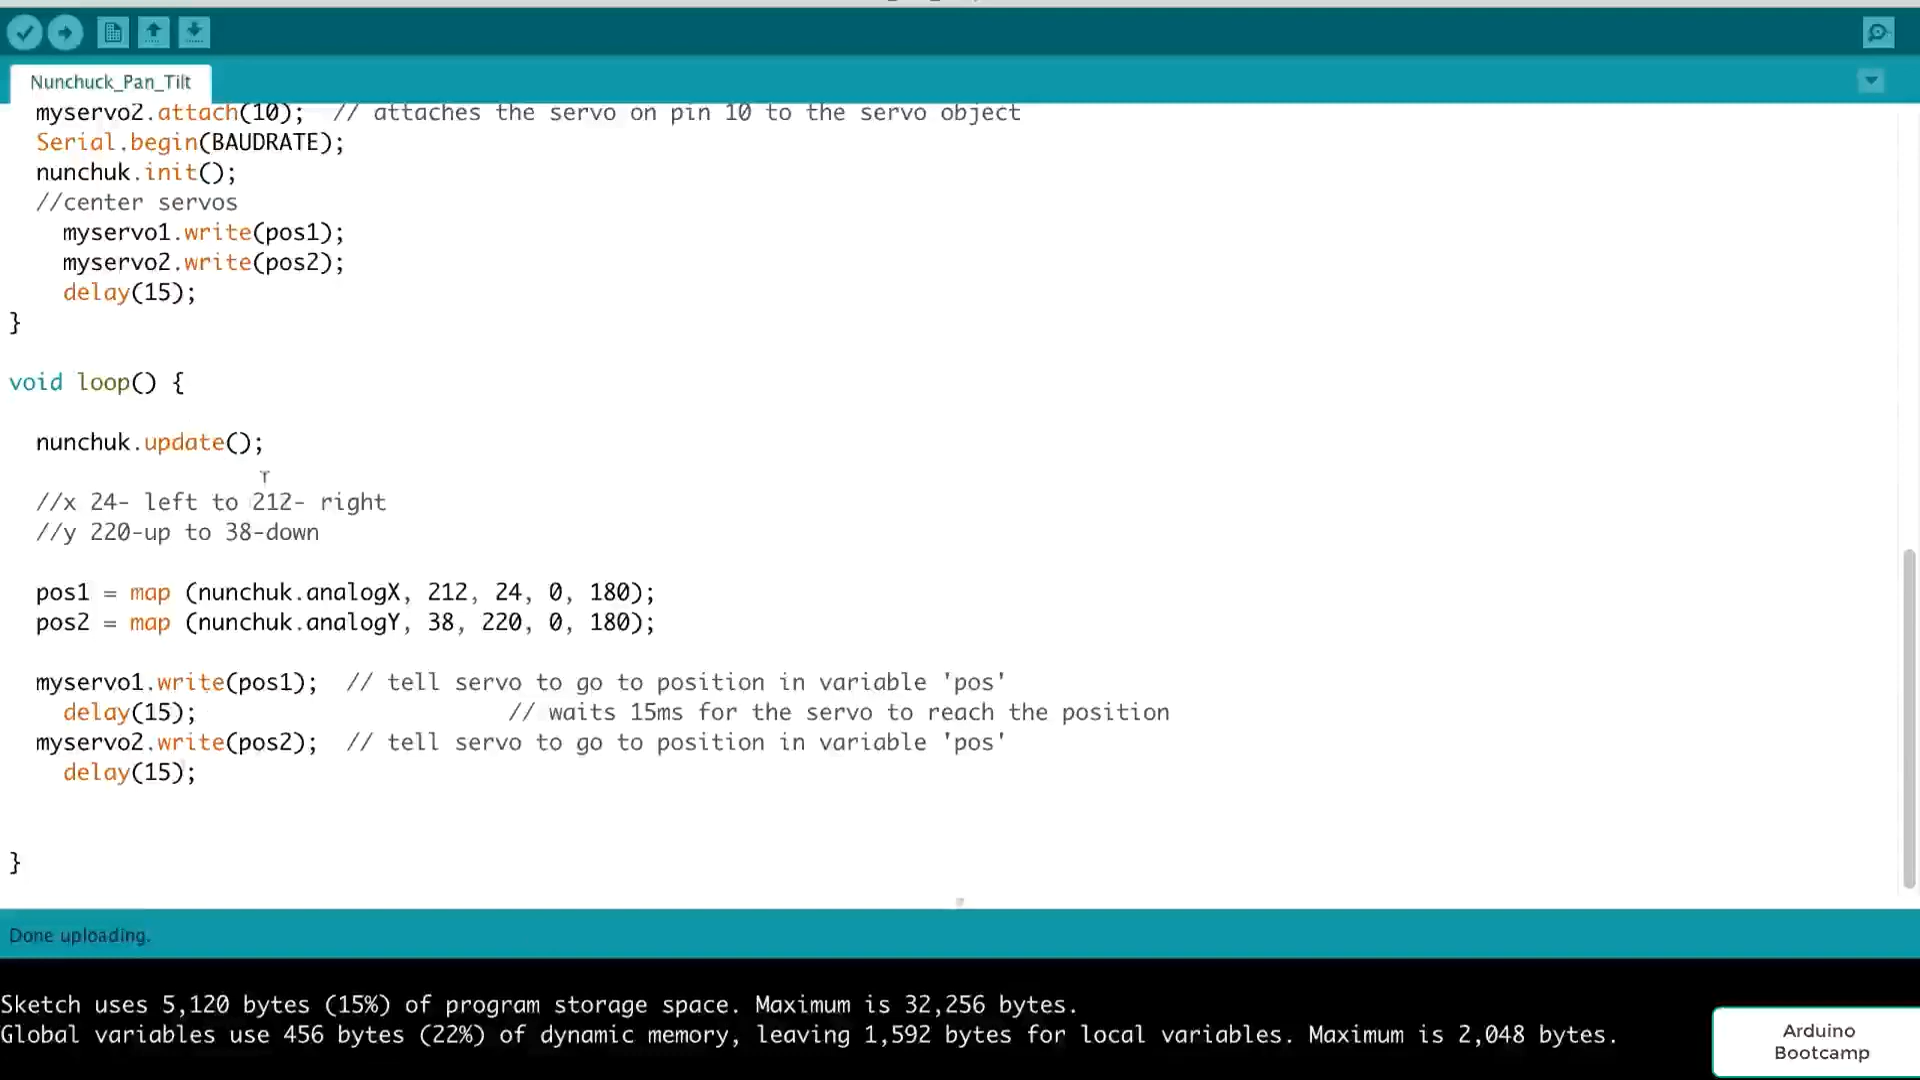 Nunchuck_Pan_Tilt
myservo2.attach(10);  // attaches the servo on pin 10 to the servo object
Serial.begin(BAUDRATE);
nunchuk.init();
//center servos
myservo1.write(pos1);
myservo2.write(pos2);
delay(15);
}
void loop() {
nunchuk.update();
//x 24- left to 212- right
//y 220-up to 38-down
pos1 = map (nunchuk.analogX, 212, 24, 0, 180);
pos2 = map (nunchuk.analogY, 38, 220, 0, 180);
myservo1.write(pos1);  // tell servo to go to position in variable 'pos'
delay(15);                       // waits 15ms for the servo to reach the position
myservo2.write(pos2);  // tell servo to go to position in variable 'pos'
delay(15);
}
Done uploading.
Sketch uses 5,120 bytes (15%) of program storage space. Maximum is 32,256 bytes.
Global variables use 456 bytes (22%) of dynamic memory, leaving 1,592 bytes for local variables. Maximum is 2,048 bytes.
Arduino
Bootcamp